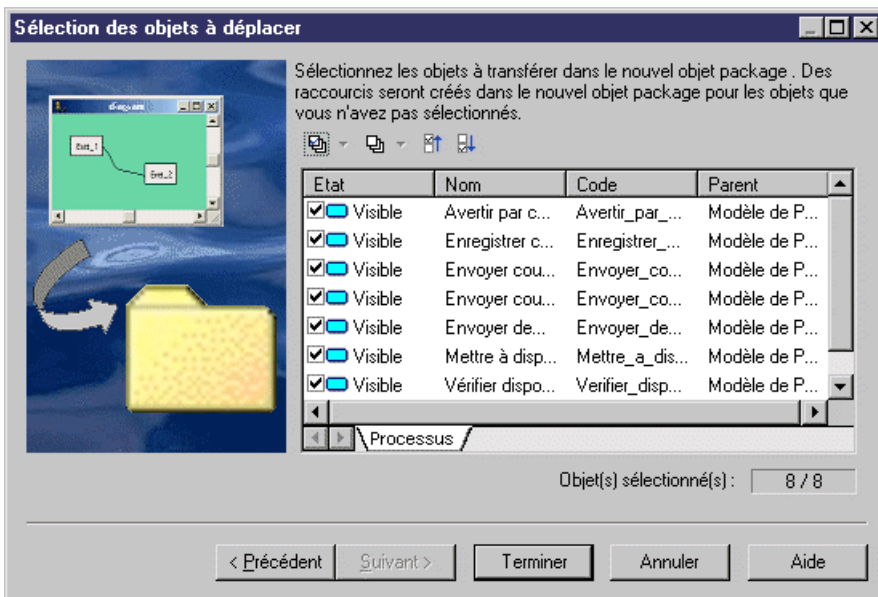 Sélection des objets à déplacer
Sélectionnez les objets à transférer dans le nouvel objet package . Des
raccourcis seront créés dans le nouvel objet package pour les objets que
vous n'avez pas sélectionnés.
Etat Nom Code Parent
Visible Avertir par c... Avertir_par_... Modèle de P...
Visible Enregistrer c... Enregistrer_... Modèle de P...
Visible Envoyer cou... Envoyer_co... Modèle de P...
Visible Envoyer cou... Envoyer_co... Modèle de P...
Visible Envoyer de... Envoyer_de... Modèle de P...
Visible Mettre à disp... Mettre_a_dis... Modèle de P...
Visible Vérifier dispo... Verifier_disp... Modèle de P...
Processus
Objet(s) sélectionné(s) : 8 / 8
< Précédent Suivant > Terminer Annuler Aide